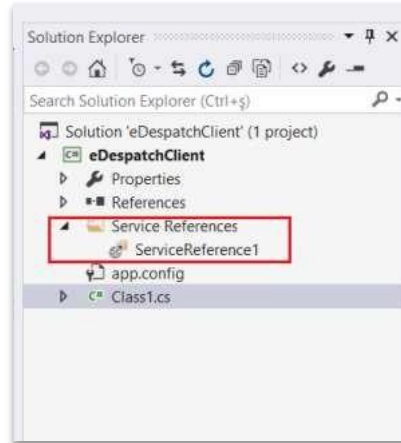 Solution Explorer
Search Solution Explorer (Ctrl+ş)
Solution 'eDespatchClient' (1 project)
C# eDespatchClient
Properties
References
Service References
ServiceReference1
app.config
C# Class1.cs